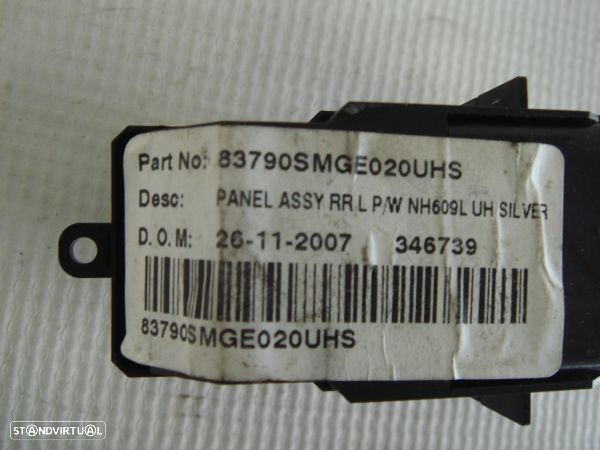 Part No: 83790SMGE020UHS
Desc: PANEL ASSY RR L P/W NH609L UH SILVER
D.O.M: 26-11-2007 346739
83790SMGE020UHS
STANDVIRTUAL